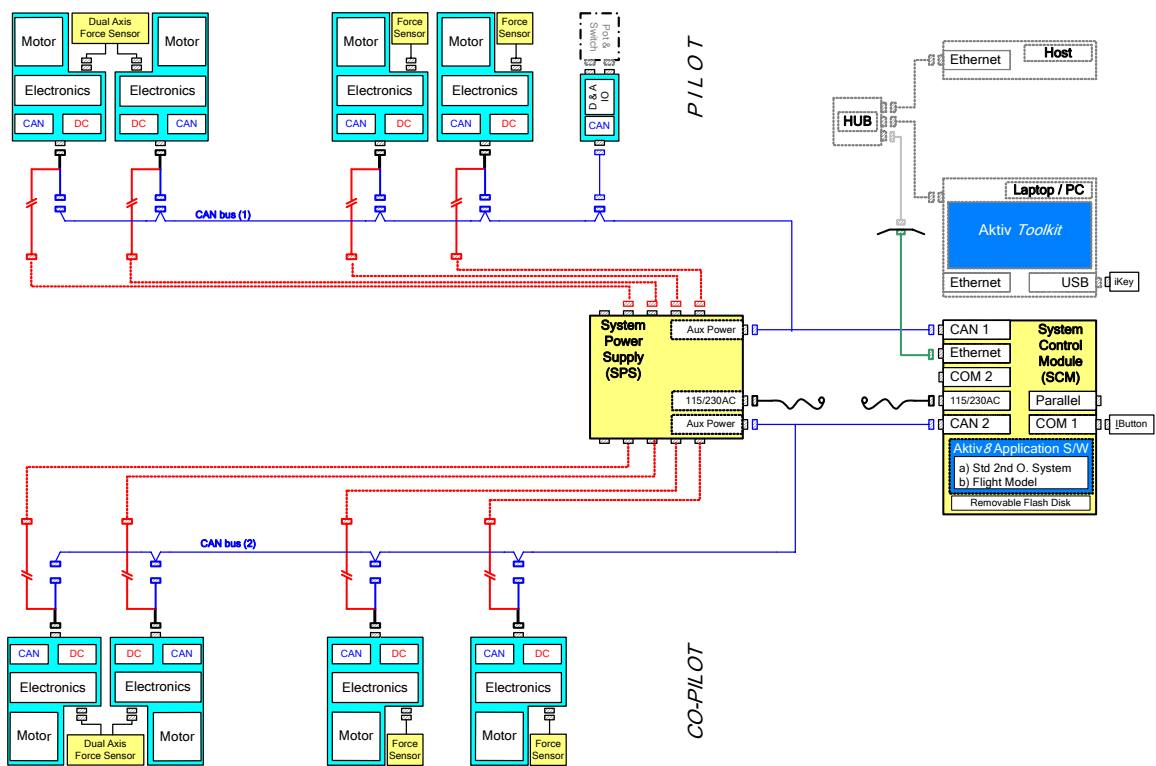 Motor
Dual Axis
Force Sensor
Motor
Electronics
Electronics
CAN
DC
DC
CAN
Motor
Force
Sensor
Motor
Force
Sensor
Electronics
Electronics
CAN
DC
CAN
DC
Pot &
Switch
D & A
IO
CAN
PILOT
Ethernet
Host
HUB
Laptop / PC
Aktiv Toolkit
Ethernet
USB
iKey
CAN bus (1)
System
Power
Supply
(SPS)
Aux Power
115/230AC
Aux Power
CAN 1
Ethernet
COM 2
115/230AC
CAN 2
System
Control
Module
(SCM)
Parallel
COM 1
IButton
Aktiv8 Application S/W
a) Std 2nd O. System
b) Flight Model
Removable Flash Disk
CAN bus (2)
CAN
DC
DC
CAN
Electronics
Electronics
Motor
Dual Axis
Force Sensor
Motor
CAN
DC
Electronics
Motor
Force
Sensor
CAN
DC
Electronics
Motor
Force
Sensor
CO-PILOT